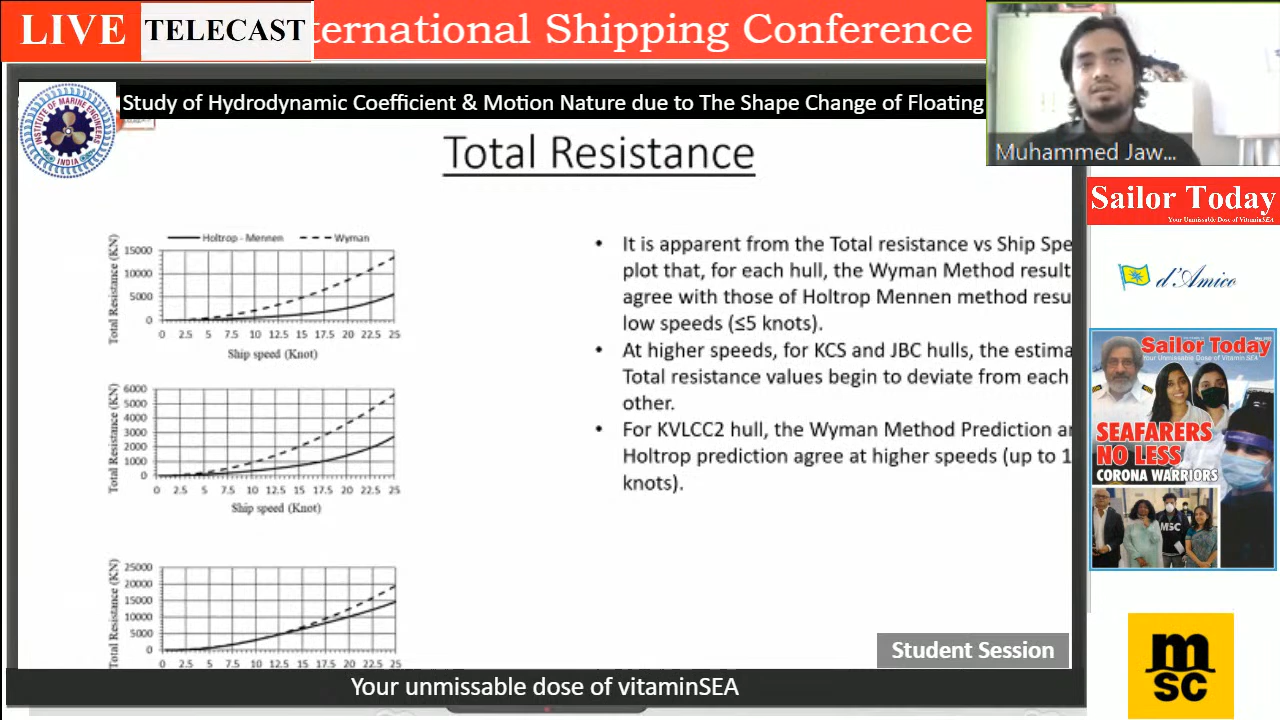 LIVE TELECAST
ternational Shipping Conference
INSTITUTE OF MARINE ENGINEERS
INDIA
Study of Hydrodynamic Coefficient & Motion Nature due to The Shape Change of Floating
Muhammed Jaw...
Total Resistance
Holtrop - Mennen
Wyman
Total Resistance (KN)
15000
10000
5000
0
0 2.5 5 7.5 10 12.5 15 17.5 20 22.5 25
Ship speed (Knot)
Total Resistance (KN)
6000
5000
4000
3000
2000
1000
0
0 2.5 5 7.5 10 12.5 15 17.5 20 22.5 25
Ship speed (Knot)
Total Resistance (KN)
25000
20000
15000
10000
5000
0
0 2.5 5 7.5 10 12.5 15 17.5 20 22.5 25
• It is apparent from the Total resistance vs Ship Spe
plot that, for each hull, the Wyman Method result
agree with those of Holtrop Mennen method resu
low speeds (≤5 knots).
• At higher speeds, for KCS and JBC hulls, the estima
Total resistance values begin to deviate from each
other.
• For KVLCC2 hull, the Wyman Method Prediction a
Holtrop prediction agree at higher speeds (up to 1
knots).
Student Session
Your unmissable dose of vitaminSEA
Sailor Today
Your Unmissable Dose of VitaminSEA
d'Amico
Sailor Today
Your Unmissable Dose of Vitamin SEA
SEAFARERS
NO LESS
CORONA WARRIORS
MSC
m
sc